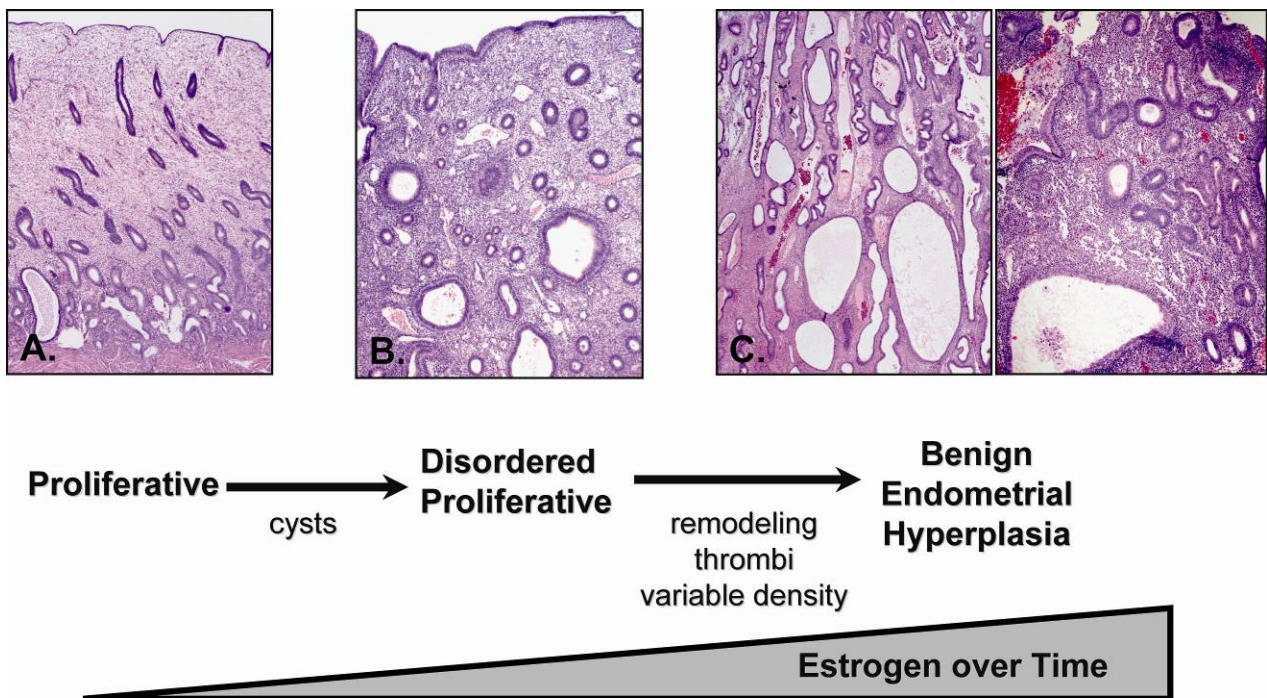 A.
B.
C.
Proliferative
cysts
Disordered
Proliferative
remodeling
thrombi
variable density
Benign
Endometrial
Hyperplasia
Estrogen over Time